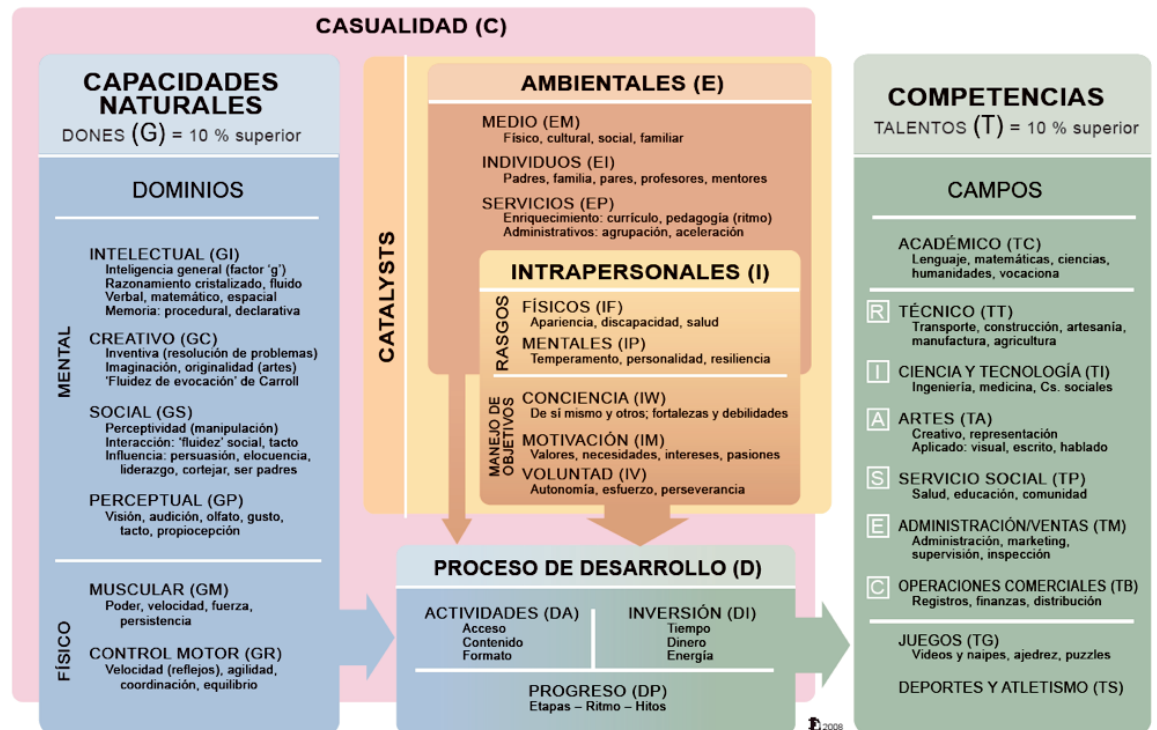 CASUALIDAD (C)
CAPACIDADES
NATURALES
DONES (G) = 10 % superior
DOMINIOS
MENTAL
INTELECTUAL (GI)
Inteligencia general (factor ‘g’)
Razonamiento cristalizado, fluido
Verbal, matemático, espacial
Memoria: procedural, declarativa
CREATIVO (GC)
Inventiva (resolución de problemas)
Imaginación, originalidad (artes)
‘Fluidez de evocación’ de Carroll
SOCIAL (GS)
Perceptividad (manipulación)
Interacción: ‘fluidez’ social, tacto
Influencia: persuasión, elocuencia,
liderazgo, cortejar, ser padres
PERCEPTUAL (GP)
Visión, audición, olfato, gusto,
tacto, propiocepción
FÍSICO
MUSCULAR (GM)
Poder, velocidad, fuerza,
persistencia
CONTROL MOTOR (GR)
Velocidad (reflejos), agilidad,
coordinación, equilibrio
CATALYSTS
AMBIENTALES (E)
MEDIO (EM)
Físico, cultural, social, familiar
INDIVIDUOS (EI)
Padres, familia, pares, profesores, mentores
SERVICIOS (EP)
Enriquecimiento: currículo, pedagogía (ritmo)
Administrativos: agrupación, aceleración
INTRAPERSONALES (I)
RASGOS
FÍSICOS (IF)
Apariencia, discapacidad, salud
MENTALES (IP)
Temperamento, personalidad, resiliencia
MANEJO DE
OBJETIVOS
CONCIENCIA (IW)
De sí mismo y otros; fortalezas y debilidades
MOTIVACIÓN (IM)
Valores, necesidades, intereses, pasiones
VOLUNTAD (IV)
Autonomía, esfuerzo, perseverancia
PROCESO DE DESARROLLO (D)
ACTIVIDADES (DA)
Acceso
Contenido
Formato
INVERSIÓN (DI)
Tiempo
Dinero
Energía
PROGRESO (DP)
Etapas – Ritmo – Hitos
2008
COMPETENCIAS
TALENTOS (T) = 10 % superior
CAMPOS
ACADÉMICO (TC)
Lenguaje, matemáticas, ciencias,
humanidades, vocaciona
R TÉCNICO (TT)
Transporte, construcción, artesanía,
manufactura, agricultura
I CIENCIA Y TECNOLOGÍA (TI)
Ingeniería, medicina, Cs. sociales
A ARTES (TA)
Creativo, representación
Aplicado: visual, escrito, hablado
S SERVICIO SOCIAL (TP)
Salud, educación, comunidad
E ADMINISTRACIÓN/VENTAS (TM)
Administración, marketing,
supervisión, inspección
C OPERACIONES COMERCIALES (TB)
Registros, finanzas, distribución
JUEGOS (TG)
Videos y naipes, ajedrez, puzzles
DEPORTES Y ATLETISMO (TS)